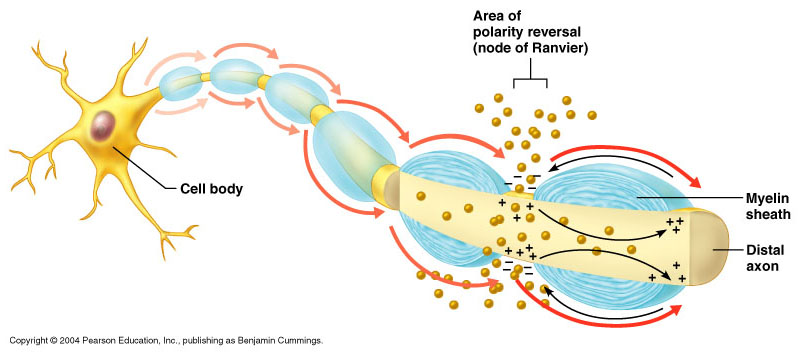 Area of
polarity reversal
(node of Ranvier)
Cell body
Myelin
sheath
Distal
axon
Copyright © 2004 Pearson Education, Inc., publishing as Benjamin Cummings.